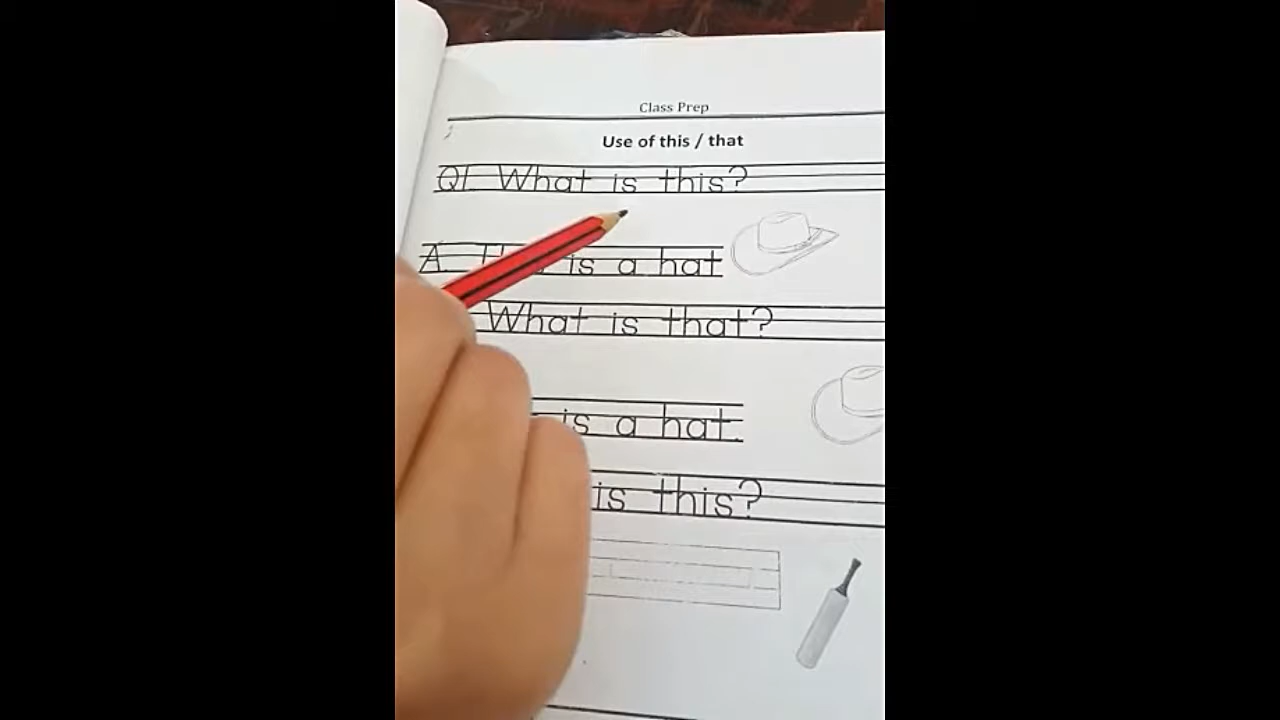 Class Prep
Use of this / that
Q1. What is this?
A. is a hat
What is that?
is a hat.
is this?